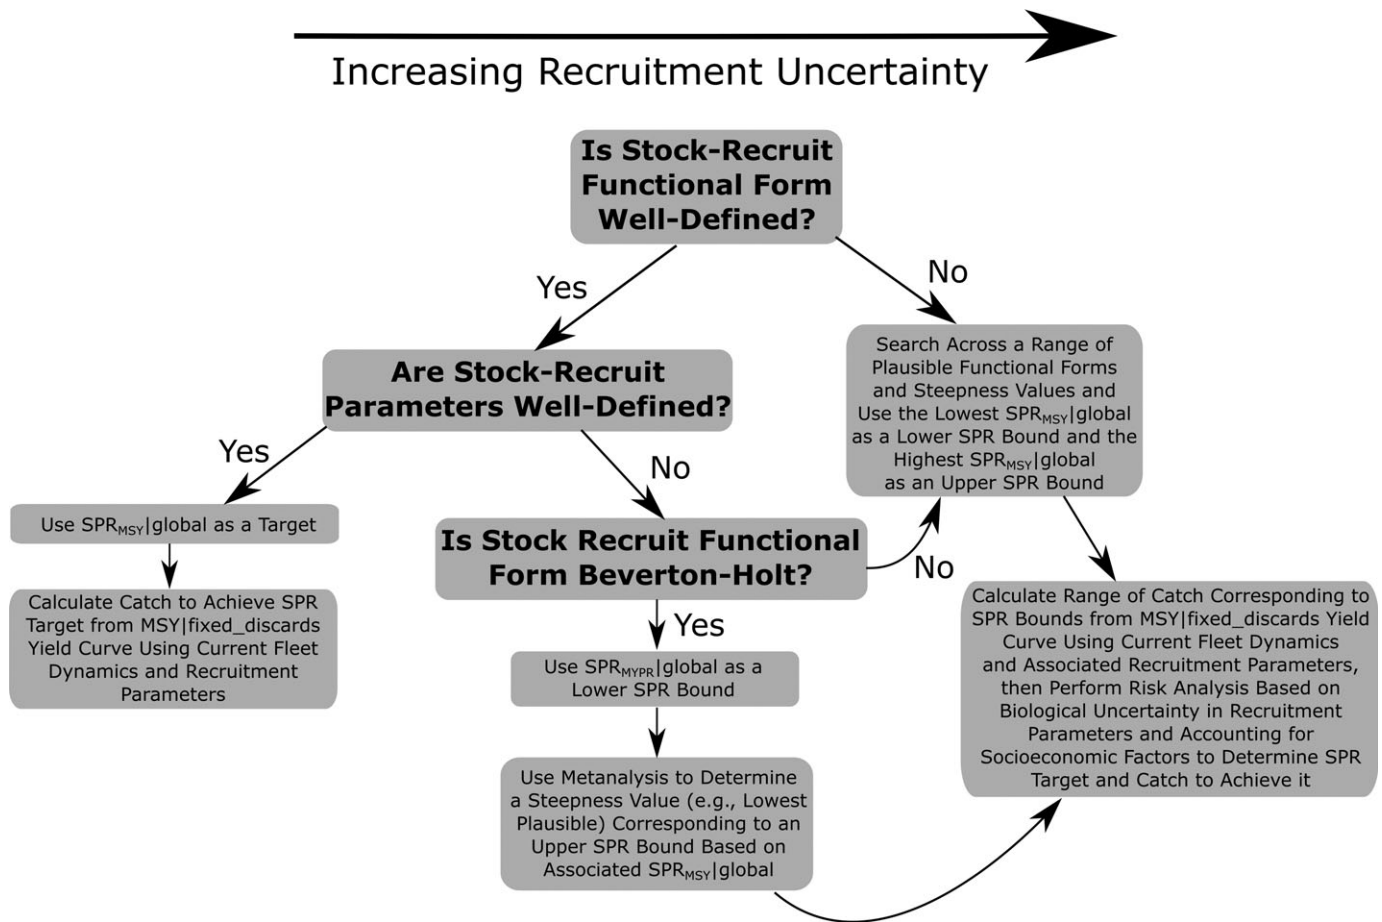 Increasing Recruitment Uncertainty
Is Stock-Recruit
Functional Form
Well-Defined?
Yes
No
Are Stock-Recruit
Parameters Well-Defined?
Search Across a Range of
Plausible Functional Forms
and Steepness Values and
Use the Lowest SPR_MSY|global
as a Lower SPR Bound and the
Highest SPR_MSY|global
as an Upper SPR Bound
Yes
No
Use SPR_MSY|global as a Target
Is Stock Recruit Functional
Form Beverton-Holt?
No
Yes
Calculate Catch to Achieve SPR
Target from MSY|fixed_discards
Yield Curve Using Current Fleet
Dynamics and Recruitment
Parameters
Use SPR_MYPR|global as a
Lower SPR Bound
Calculate Range of Catch Corresponding to
SPR Bounds from MSY|fixed_discards Yield
Curve Using Current Fleet Dynamics
and Associated Recruitment Parameters,
then Perform Risk Analysis Based on
Biological Uncertainty in Recruitment
Parameters and Accounting for
Socioeconomic Factors to Determine SPR
Target and Catch to Achieve it
Use Metanalysis to Determine
a Steepness Value (e.g., Lowest
Plausible) Corresponding to an
Upper SPR Bound Based on
Associated SPR_MSY|global